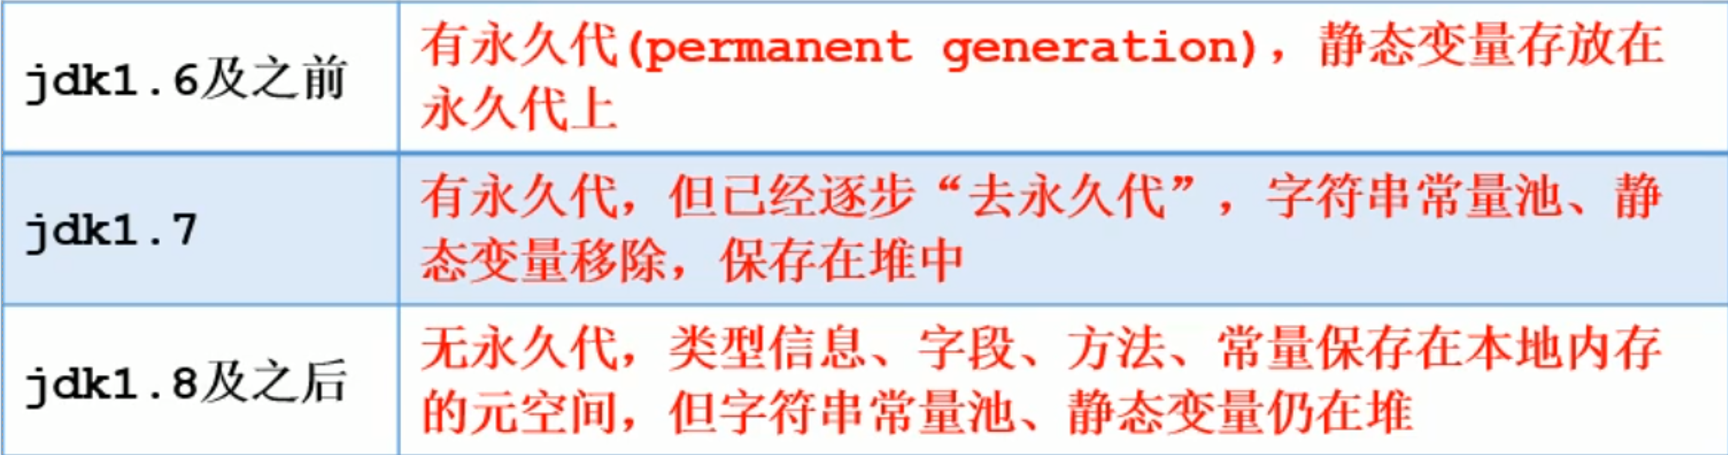 jdk1.6及之前
有永久代(permanent generation)，静态变量存放在
永久代上
jdk1.7
有永久代，但已经逐步“去永久代”，字符串常量池、静
态变量移除，保存在堆中
jdk1.8及之后
无永久代，类型信息、字段、方法、常量保存在本地内存
的元空间，但字符串常量池、静态变量仍在堆